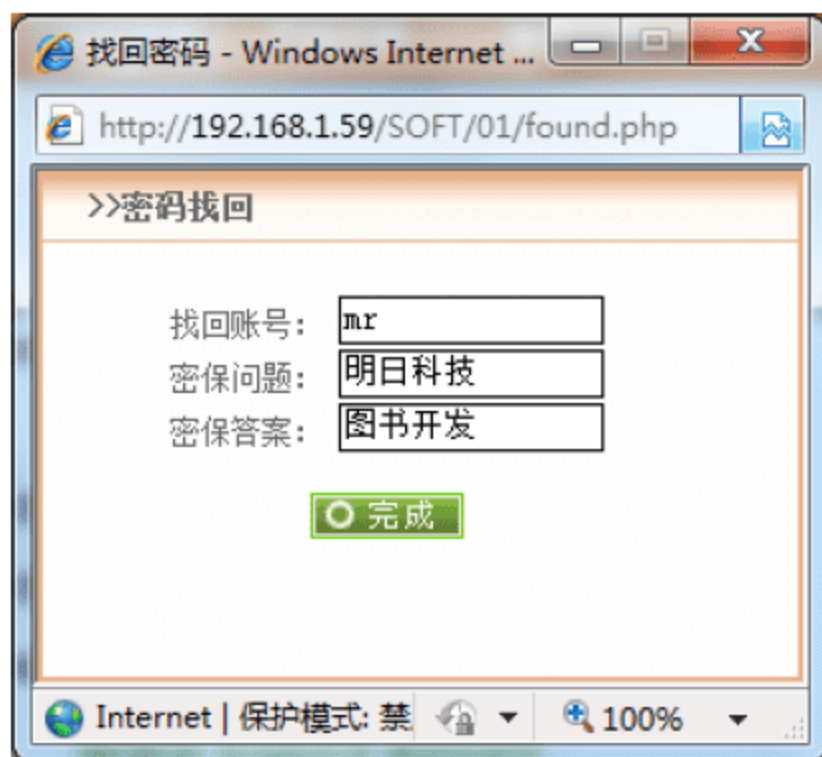 找回密码 - Windows Internet ...
http://192.168.1.59/SOFT/01/found.php
>>密码找回
找回账号： mr
密保问题： 明日科技
密保答案： 图书开发
完成
Internet | 保护模式: 禁
100%